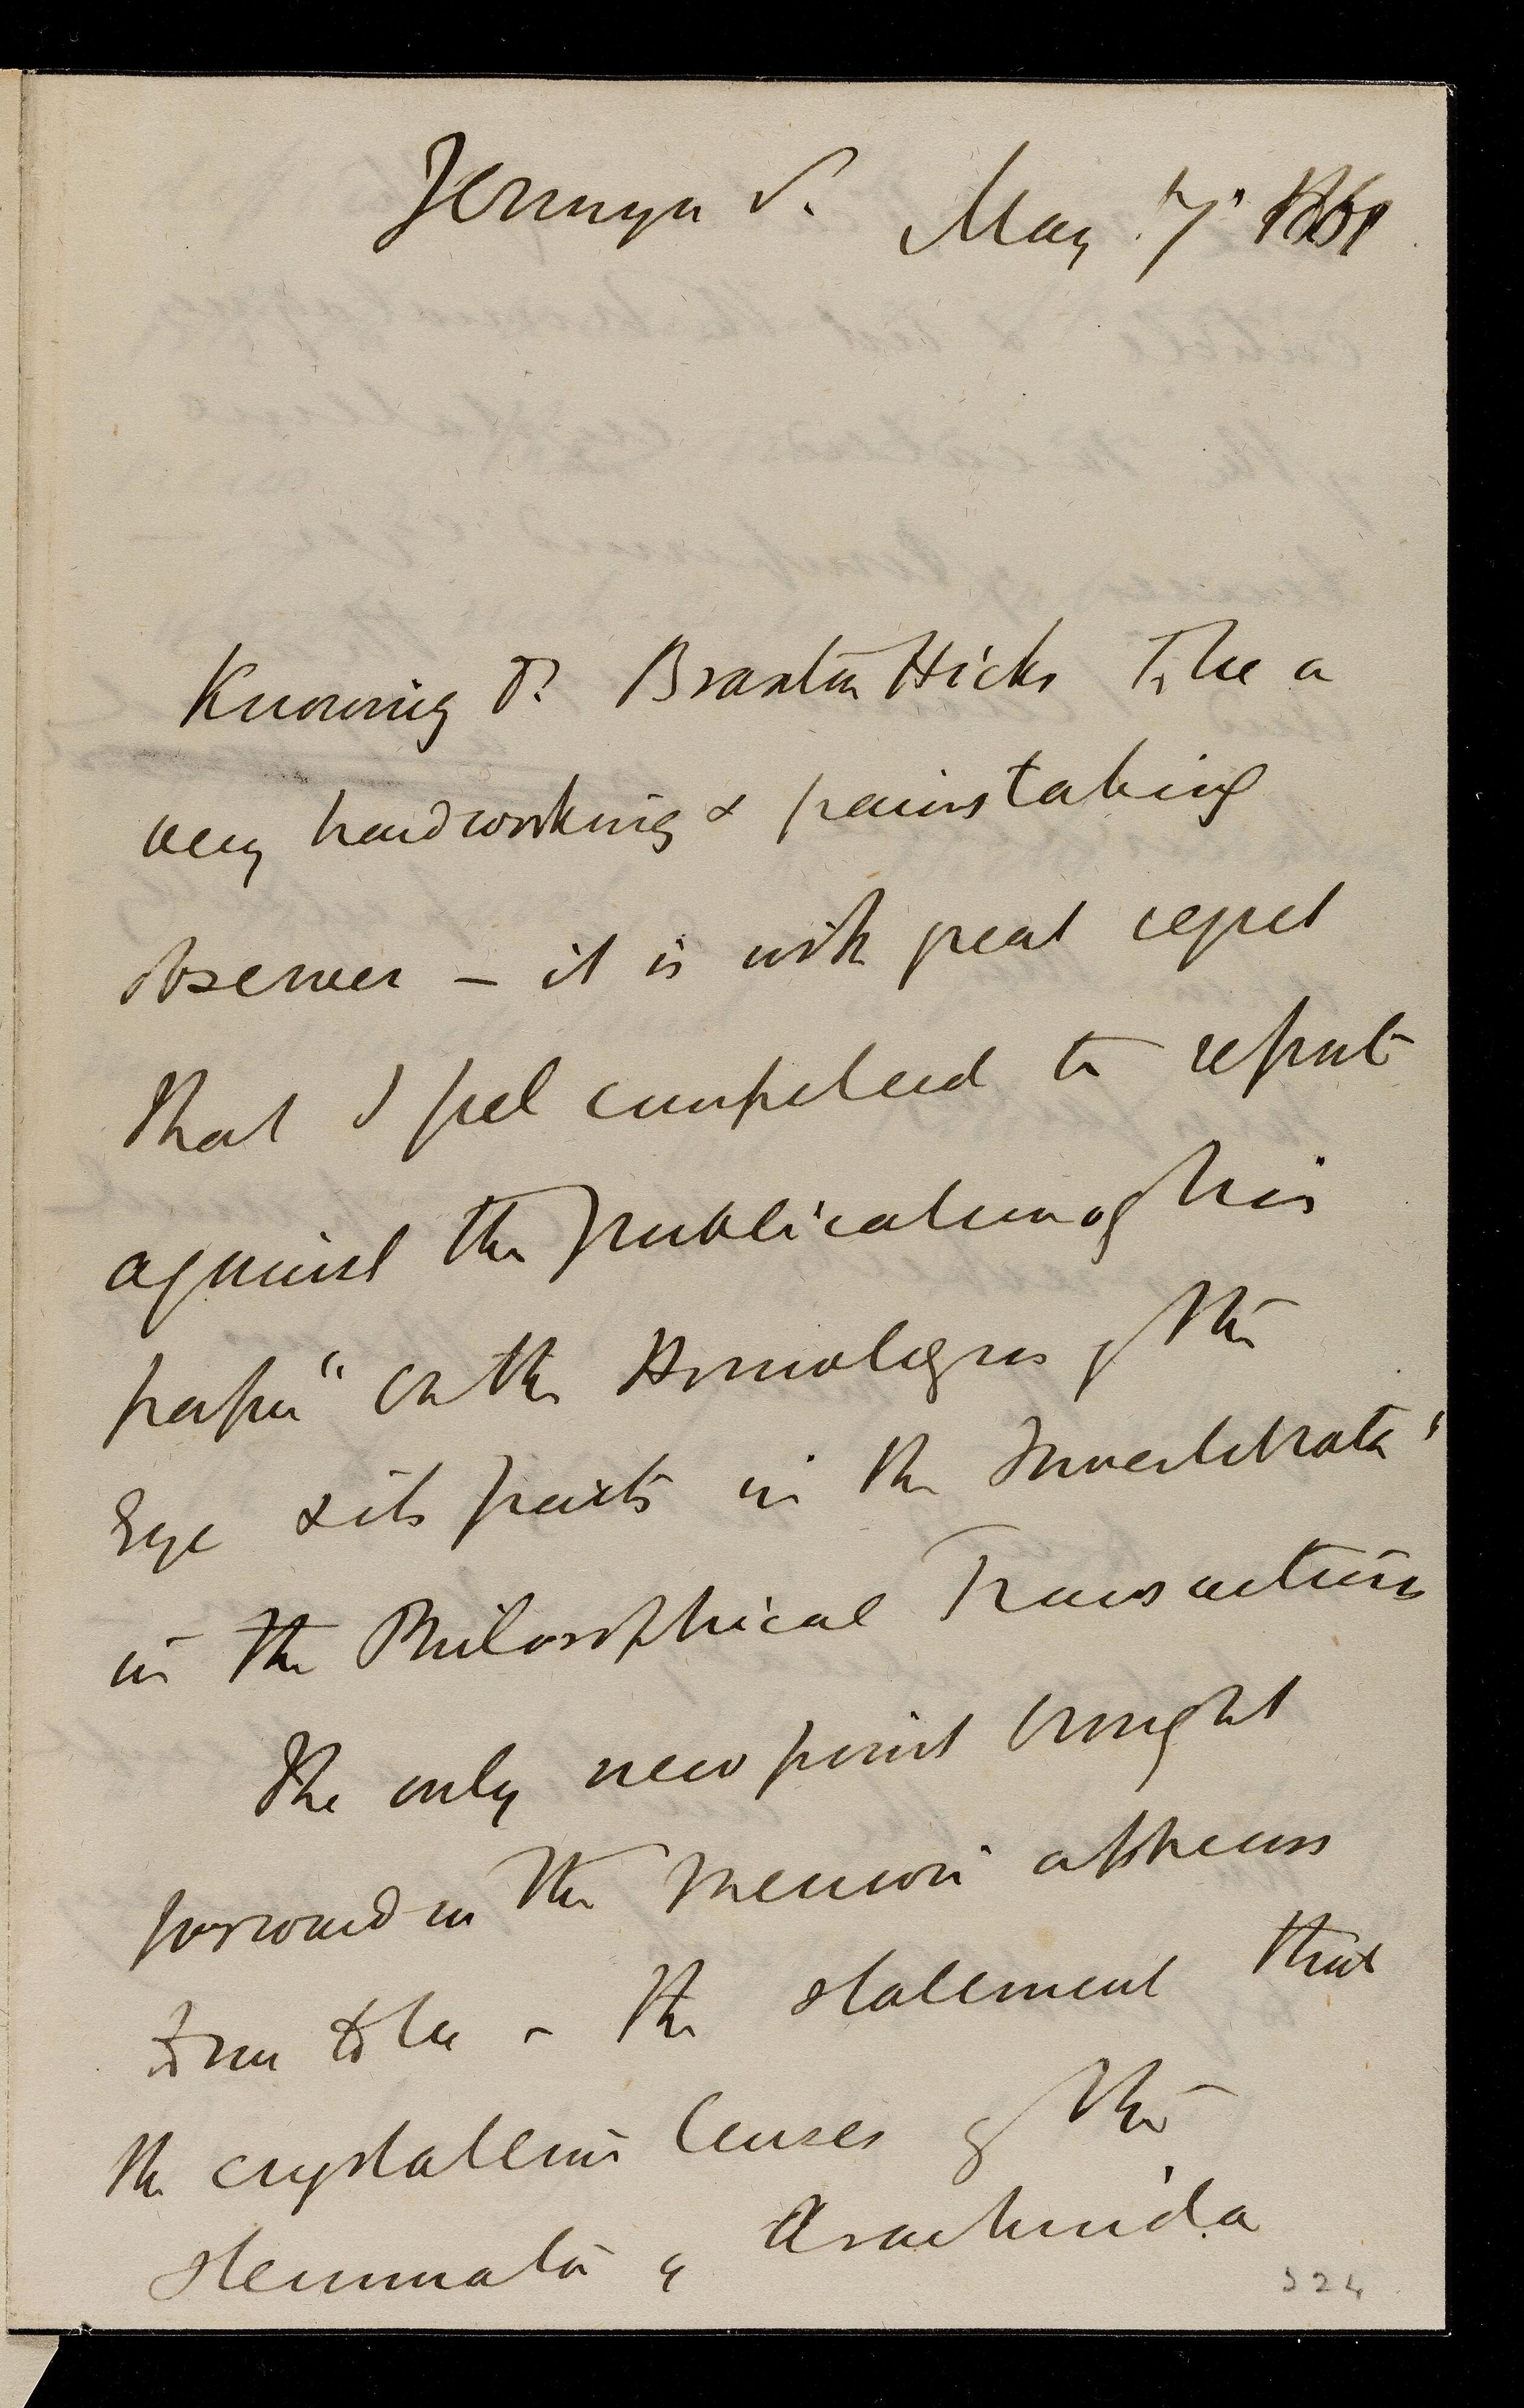 Jermyn St. May 7th 1861
Knowing Dr. Braxton Hicks to be a
very hardworking & painstaking
observer – it is with great regret
that I feel compelled to report
against the publication of his
paper "On the Homologies of the
Eye & its parts in the Invertebrata"
in the Philosophical Transactions
The only new point brought
forward in the memoir appears
to me to be – the statement that
the crystalline lenses of the
stemmata of Arachnida
324